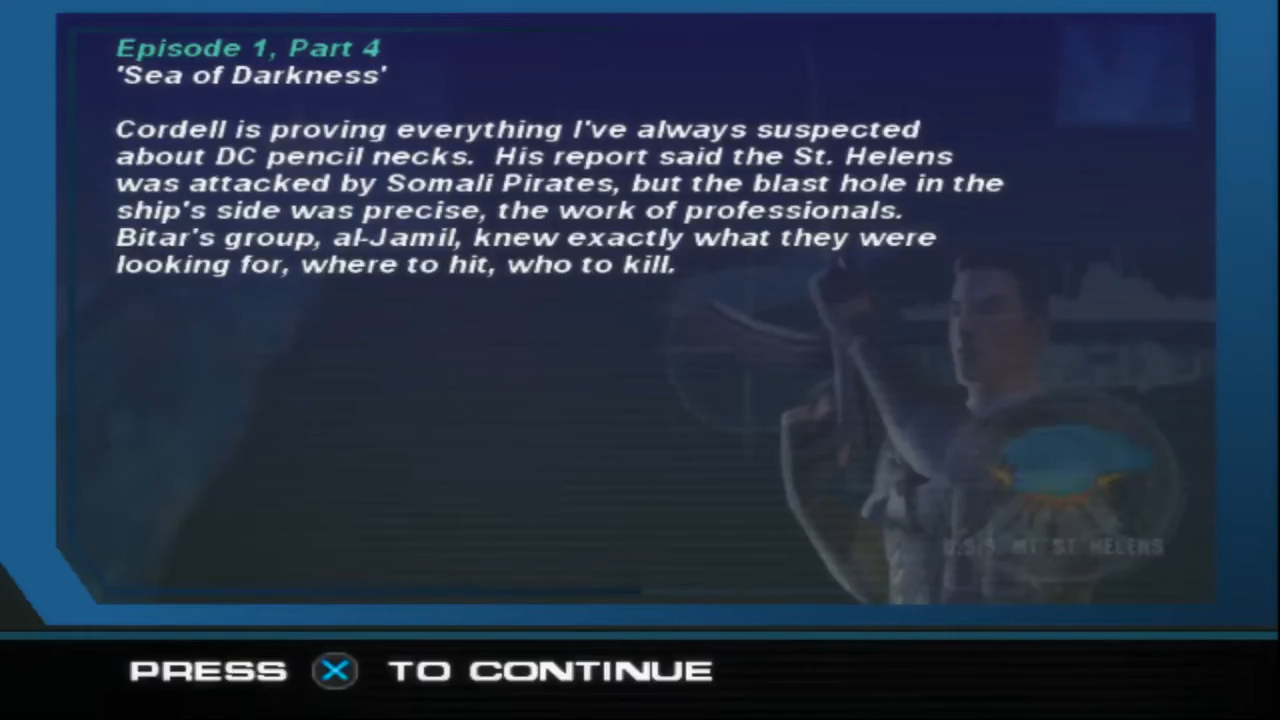 Episode 1, Part 4
'Sea of Darkness'
Cordell is proving everything I've always suspected
about DC pencil necks. His report said the St. Helens
was attacked by Somali Pirates, but the blast hole in the
ship's side was precise, the work of professionals.
Bitar's group, al-Jamil, knew exactly what they were
looking for, where to hit, who to kill.
U.S.S MT ST HELENS
PRESS TO CONTINUE